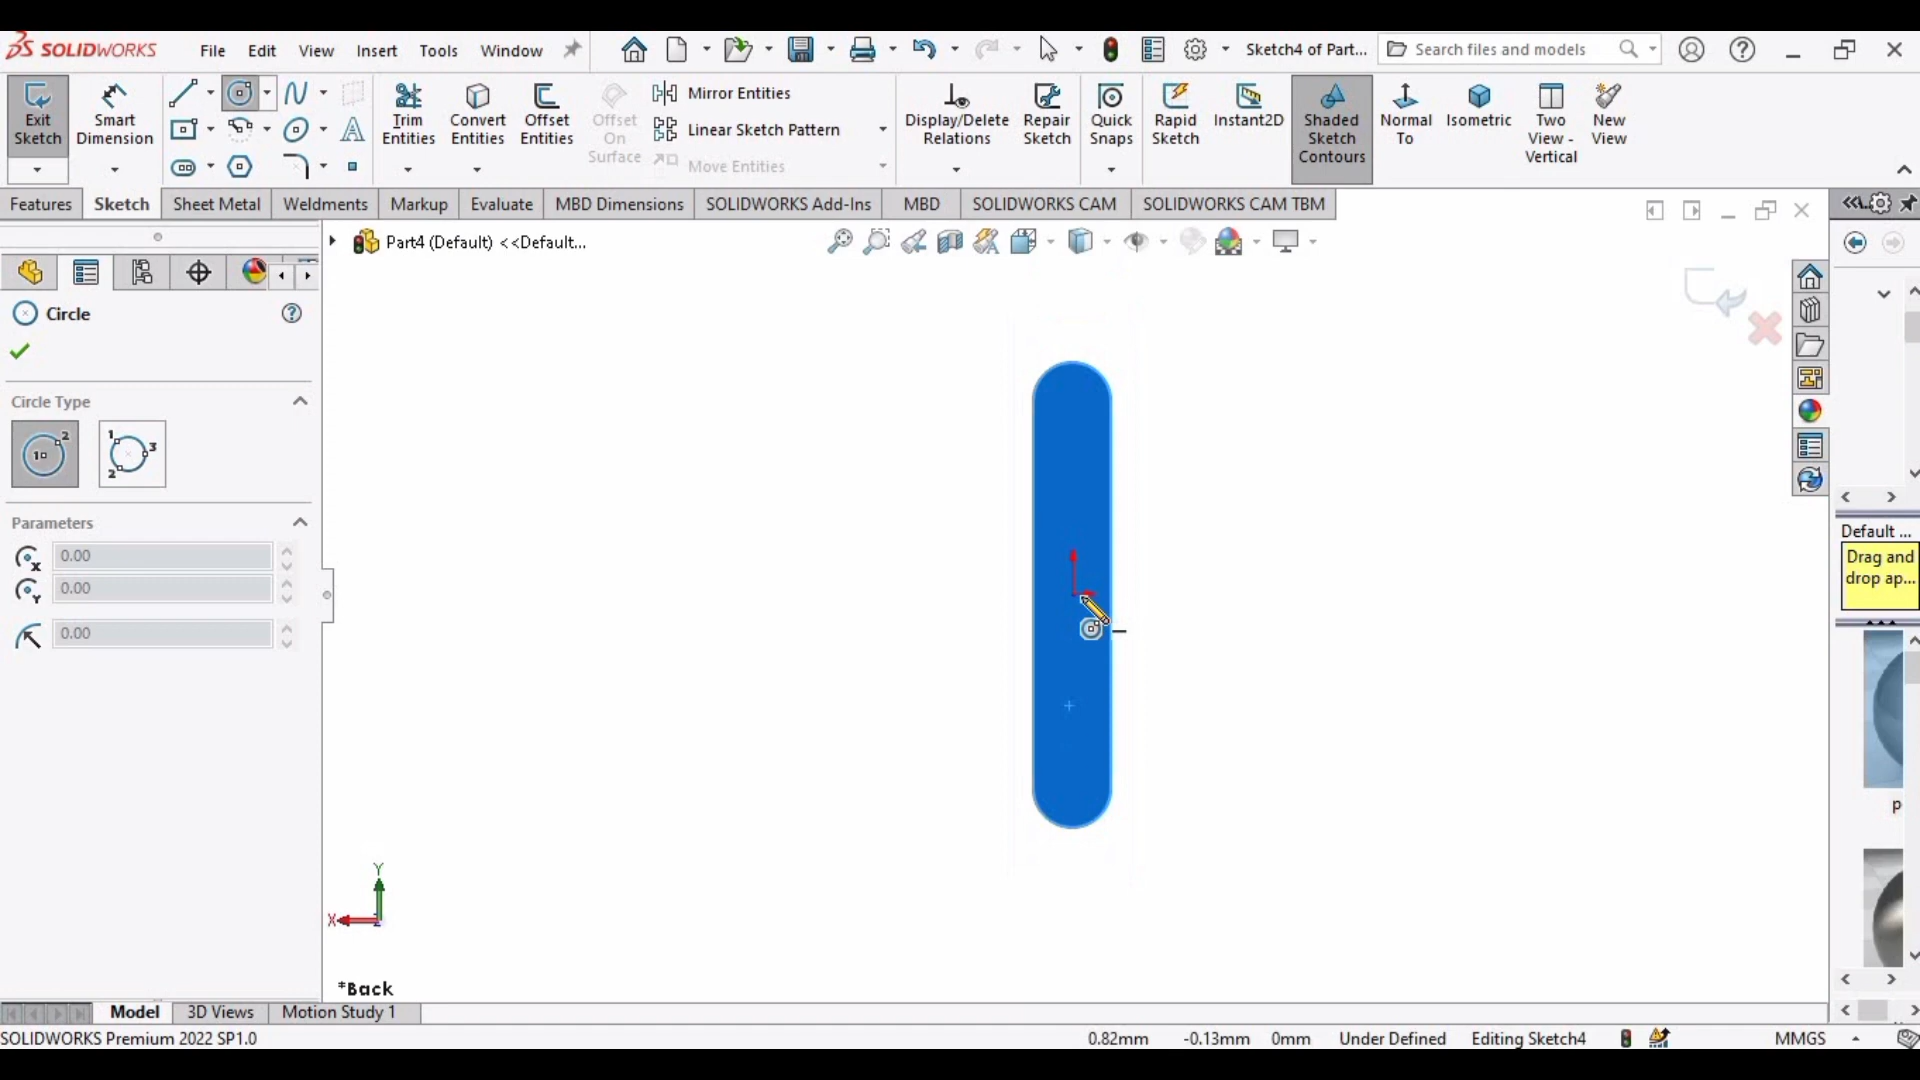 SOLIDWORKS File Edit View Insert Tools Window Sketch4 of Part... Search files and models
Exit Sketch
Smart Dimension
Trim Entities
Convert Entities
Offset Entities
Offset On Surface
Mirror Entities
Linear Sketch Pattern
Move Entities
Display/Delete Relations
Repair Sketch
Quick Snaps
Rapid Sketch
Instant2D
Shaded Sketch Contours
Normal To
Isometric
Two View - Vertical
New View
Features Sketch Sheet Metal Weldments Markup Evaluate MBD Dimensions SOLIDWORKS Add-Ins MBD SOLIDWORKS CAM SOLIDWORKS CAM TBM
Part4 (Default) <<Default...
Circle
Circle Type
Parameters
0.00
0.00
0.00
Default ...
Drag and
drop ap...
p
Y
X
Z
*Back
Model 3D Views Motion Study 1
SOLIDWORKS Premium 2022 SP1.0 0.82mm -0.13mm 0mm Under Defined Editing Sketch4 MMGS